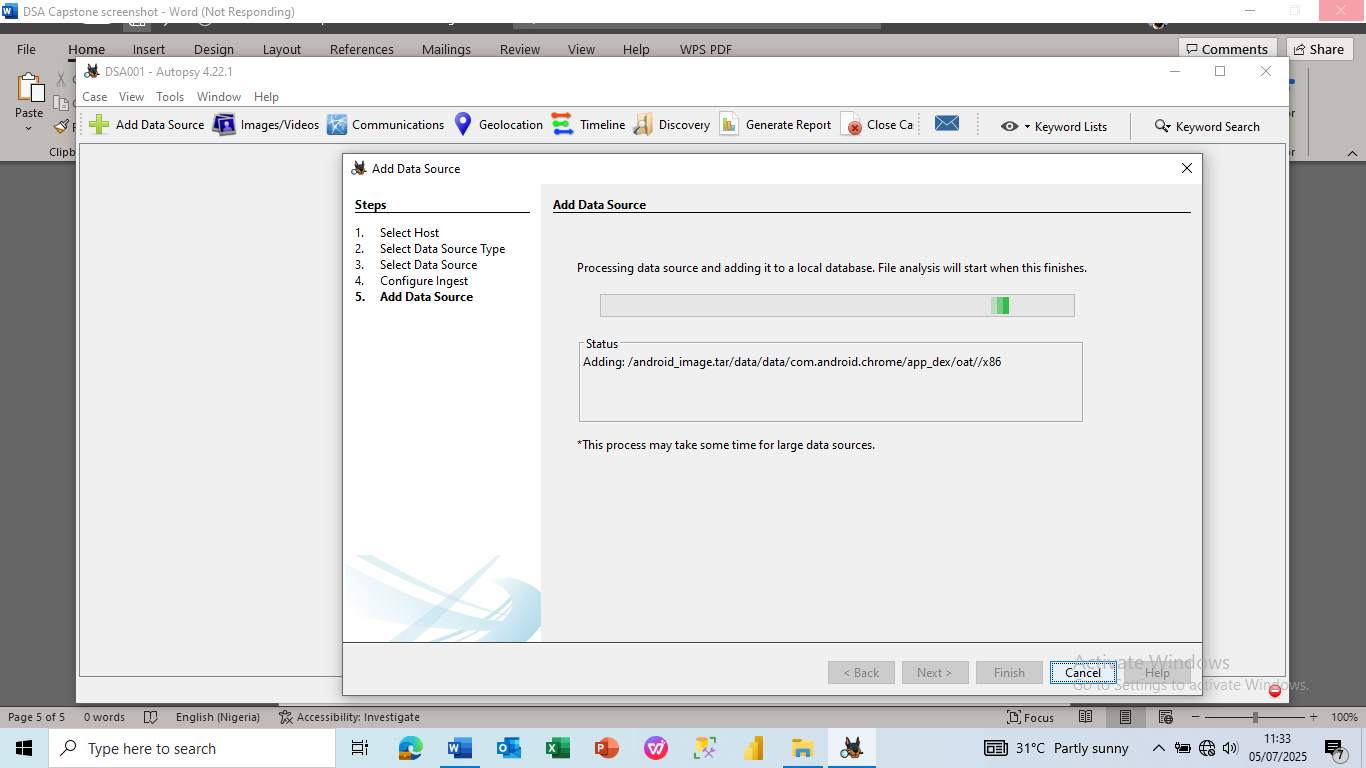 DSA Capstone screenshot - Word (Not Responding)
File Home Insert Design Layout References Mailings Review View Help WPS PDF Comments Share
Paste
Clipb
DSA001 - Autopsy 4.22.1
Case View Tools Window Help
Add Data Source Images/Videos Communications Geolocation Timeline Discovery Generate Report Close Ca Keyword Lists Keyword Search
Add Data Source
Steps
1. Select Host
2. Select Data Source Type
3. Select Data Source
4. Configure Ingest
5. Add Data Source
Add Data Source
Processing data source and adding it to a local database. File analysis will start when this finishes.
Status
Adding: /android_image.tar/data/data/com.android.chrome/app_dex/oat//x86
*This process may take some time for large data sources.
< Back Next > Finish Cancel Help
Activate Windows
Go to Settings to activate Windows.
Page 5 of 5 0 words English (Nigeria) Accessibility: Investigate Focus 100%
Type here to search
31°C Partly sunny
11:33
05/07/2025
7